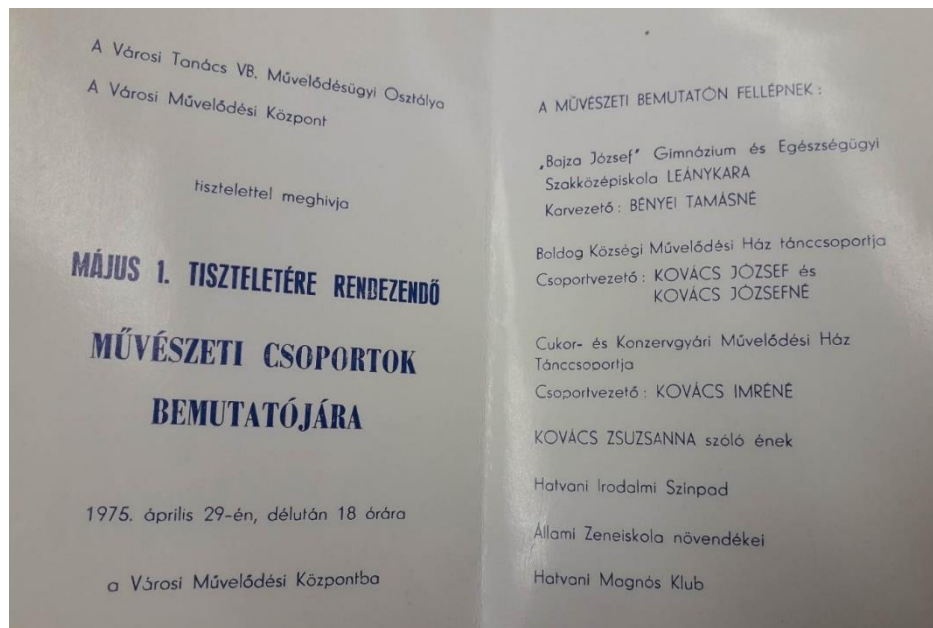 A Városi Tanács VB. Művelődésügyi Osztálya
A Városi Művelődési Központ
tisztelettel meghivja
MÁJUS 1. TISZTELETÉRE RENDEZENDŐ
MŰVÉSZETI CSOPORTOK
BEMUTATÓJÁRA
1975. április 29-én, délután 18 órára
a Városi Művelődési Központba
A MŰVÉSZETI BEMUTATÓN FELLÉPNEK :
„Bajza József" Gimnázium és Egészségügyi
Szakközépiskola LEÁNYKARA
Karvezető : BÉNYEI TAMÁSNÉ
Boldog Községi Művelődési Ház tánccsoportja
Csoportvezető : KOVÁCS JÓZSEF és
KOVÁCS JÓZSEFNÉ
Cukor- és Konzervgyári Művelődési Ház
Tánccsoportja
Csoportvezető : KOVÁCS IMRÉNÉ
KOVÁCS ZSUZSANNA szóló ének
Hatvani Irodalmi Szinpad
Állami Zeneiskola növendékei
Hatvani Magnós Klub